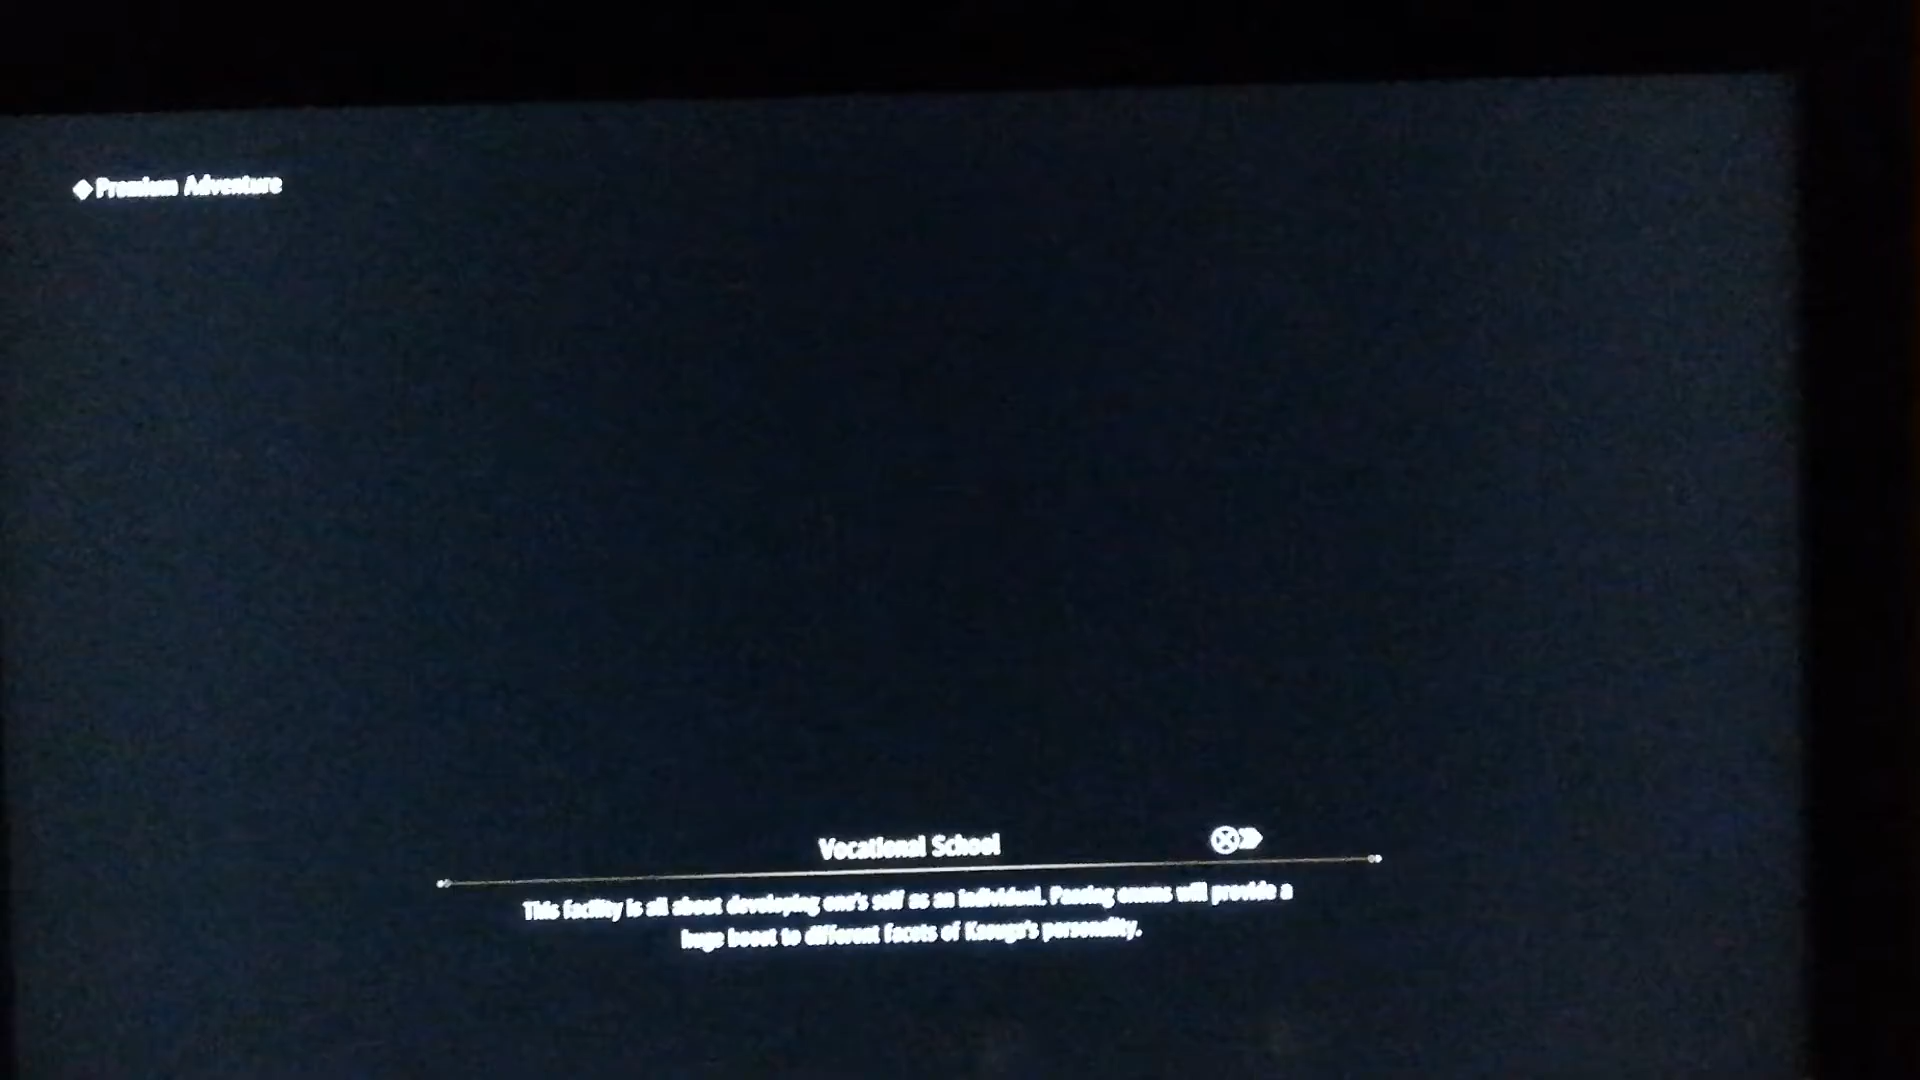 Premium Adventure
Vocational School
This facility is all about developing one's self as an individual. Passing exams will provide a
huge boost to different facets of Kasuga's personality.